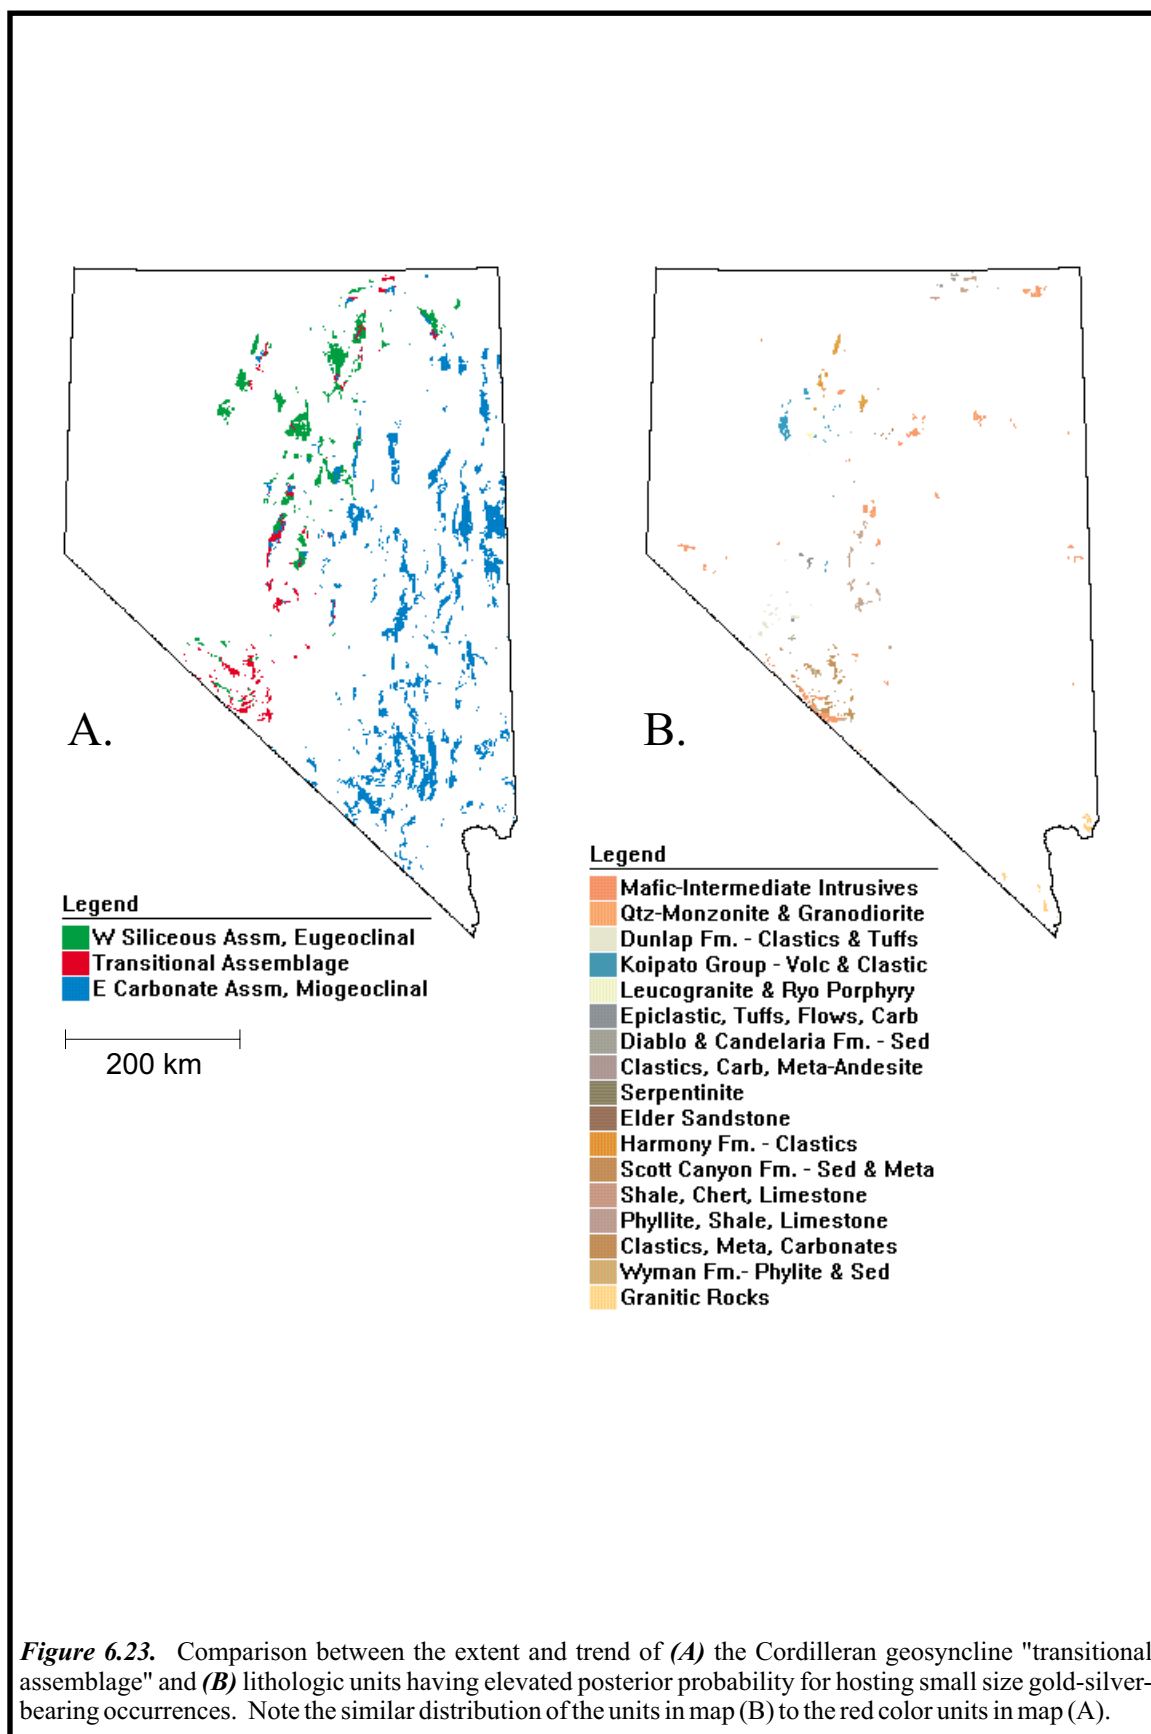 A.
B.
Legend
W Siliceous Assm, Eugeoclinal
Transitional Assemblage
E Carbonate Assm, Miogeoclinal
200 km
Legend
Mafic-Intermediate Intrusives
Qtz-Monzonite & Granodiorite
Dunlap Fm. - Clastics & Tuffs
Koipato Group - Volc & Clastic
Leucogranite & Ryo Porphyry
Epiclastic, Tuffs, Flows, Carb
Diablo & Candelaria Fm. - Sed
Clastics, Carb, Meta-Andesite
Serpentinite
Elder Sandstone
Harmony Fm. - Clastics
Scott Canyon Fm. - Sed & Meta
Shale, Chert, Limestone
Phyllite, Shale, Limestone
Clastics, Meta, Carbonates
Wyman Fm.- Phylite & Sed
Granitic Rocks
Figure 6.23. Comparison between the extent and trend of (A) the Cordilleran geosyncline "transitional
assemblage" and (B) lithologic units having elevated posterior probability for hosting small size gold-silver-
bearing occurrences. Note the similar distribution of the units in map (B) to the red color units in map (A).